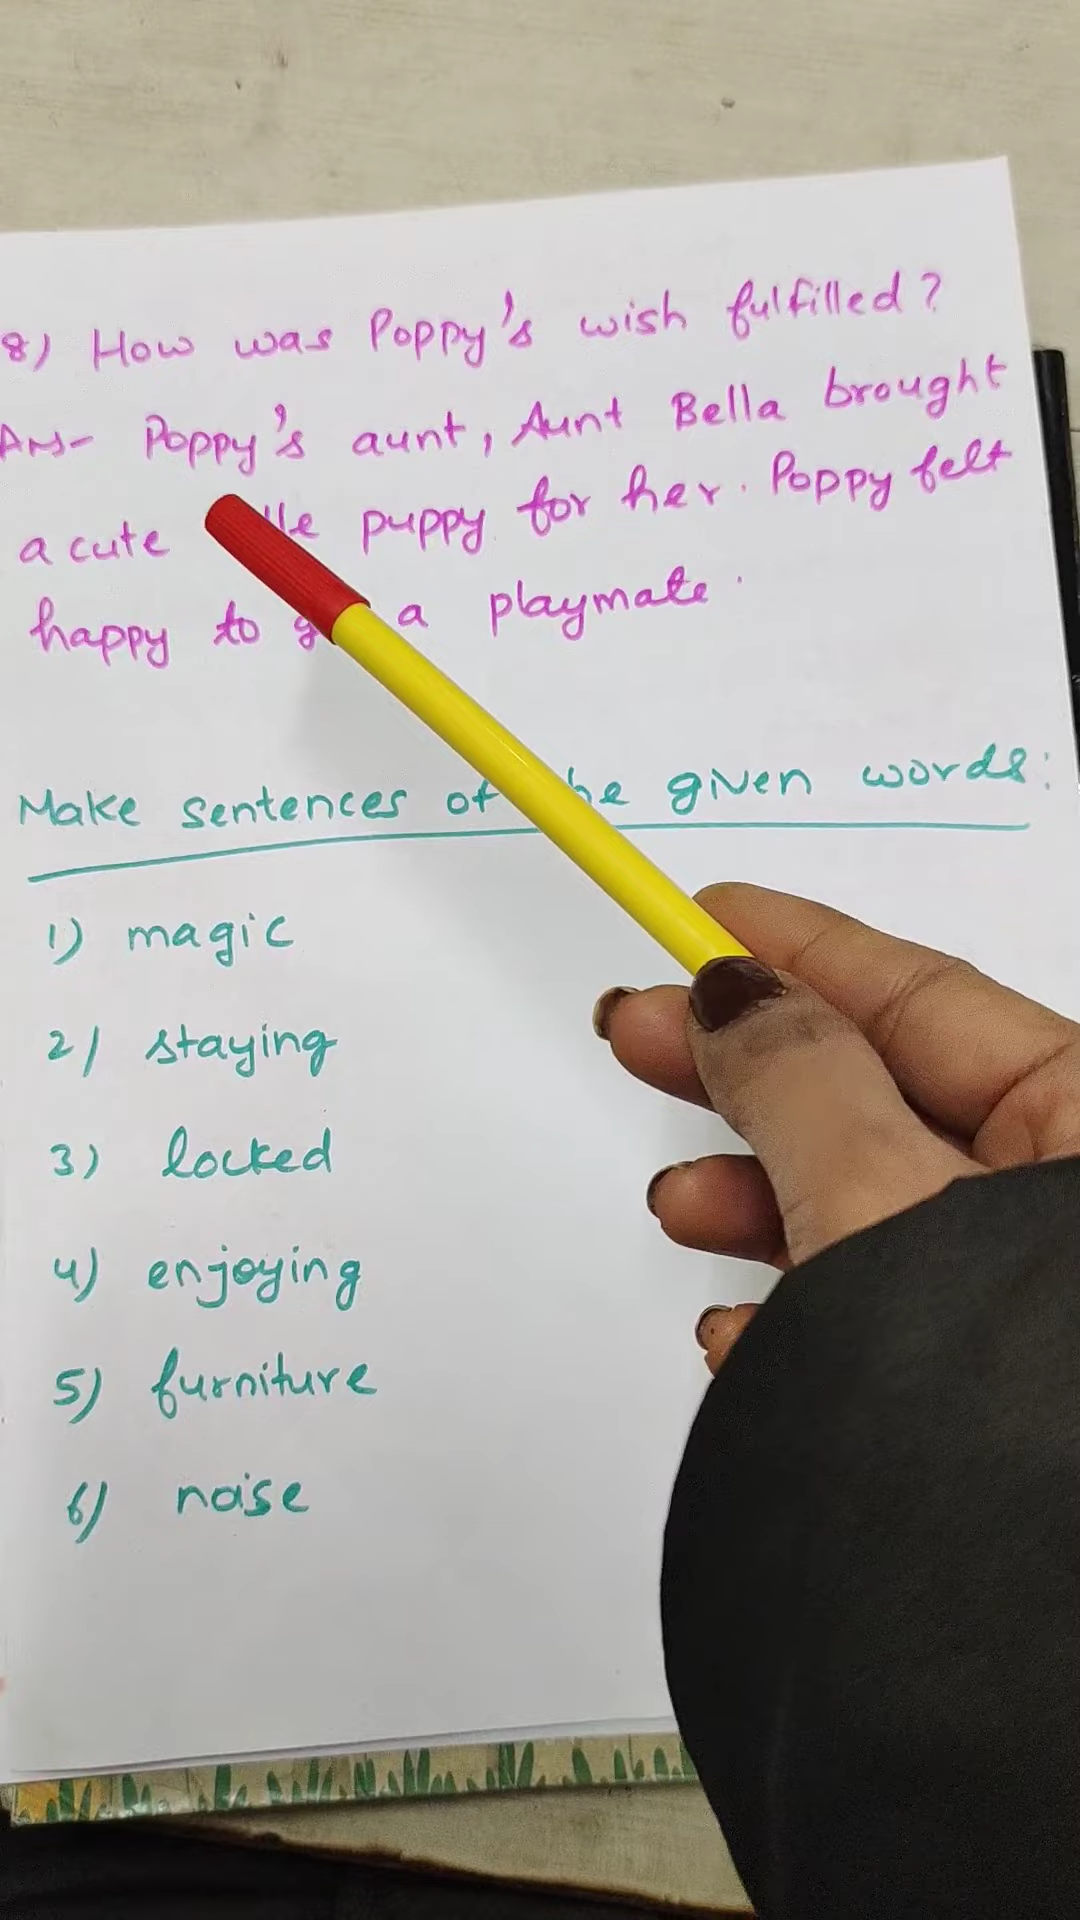 8) How was Poppy's wish fulfilled?
Ans- Poppy's aunt, Aunt Bella brought
a cute puppy for her. Poppy felt
happy to a playmate.
Make sentences of the given words:
1) magic
2) staying
3) locked
4) enjoying
5) furniture
6) noise